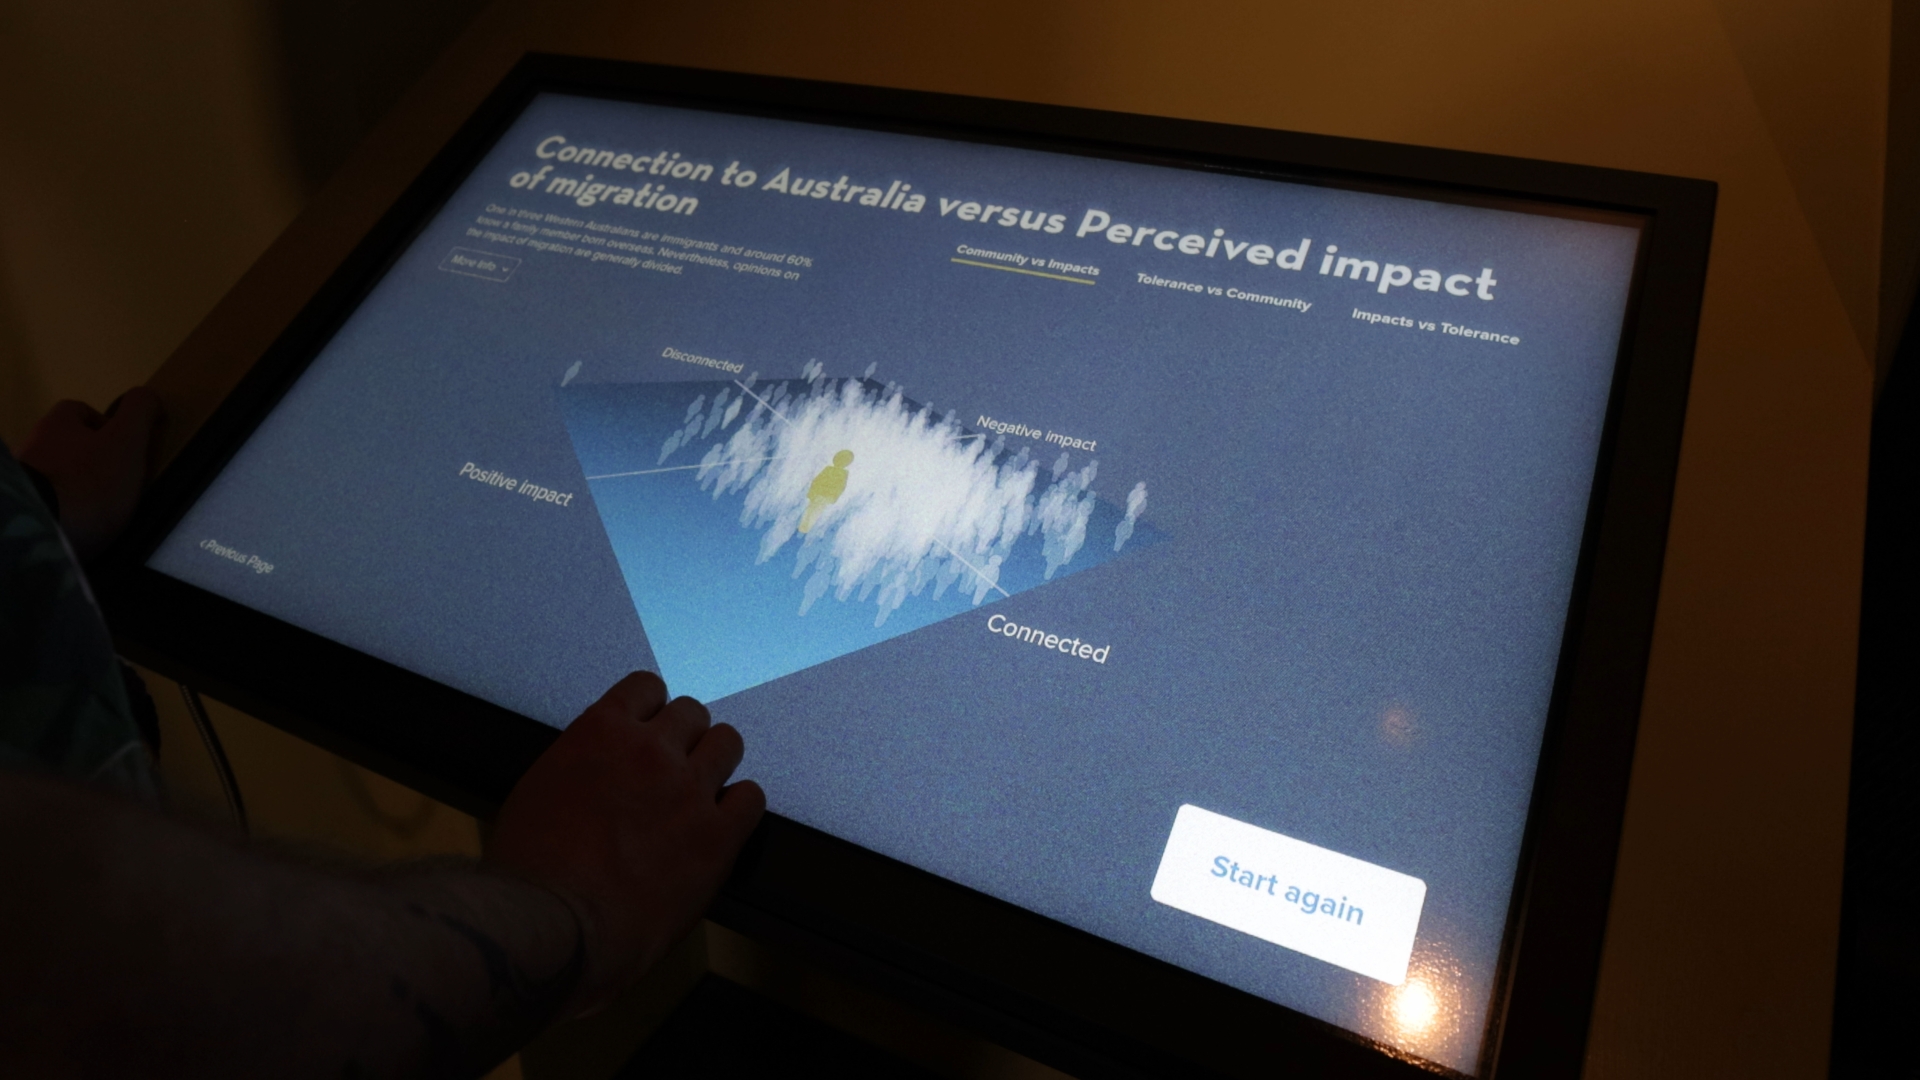 Connection to Australia versus Perceived impact
of migration
One in three Western Australians are immigrants and around 60%
know a family member born overseas. Nevertheless, opinions on
the impact of migration are generally divided.
More info
Community vs Impacts
Tolerance vs Community
Impacts vs Tolerance
Disconnected
Negative impact
Positive impact
Connected
‹Previous Page
Start again